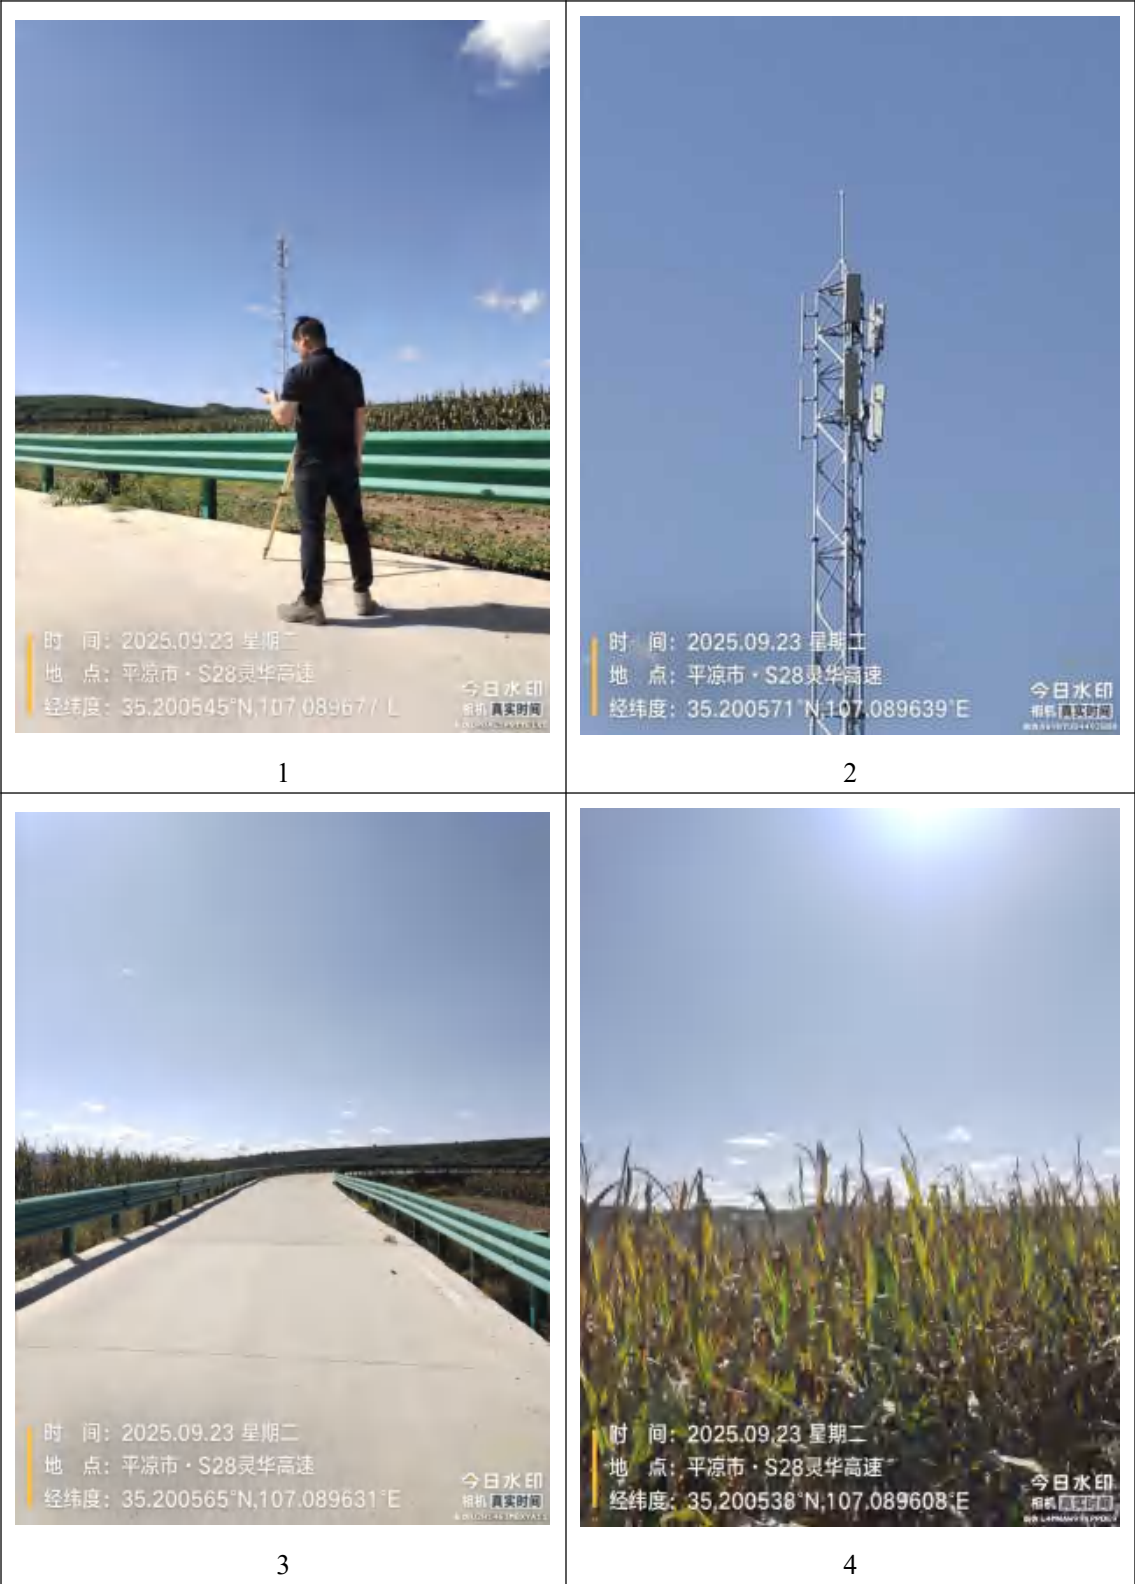 时 间：2025.09.23 星期二
地 点：平凉市·S28灵华高速
经纬度：35.200545°N,107.089677
今日水印
相机 真实时间
1
时 间：2025.09.23 星期二
地 点：平凉市·S28灵华高速
经纬度：35.200571°N,107.089639°E
今日水印
相机 真实时间
2
时 间：2025.09.23 星期二
地 点：平凉市·S28灵华高速
经纬度：35.200565°N,107.089631°E
今日水印
相机 真实时间
3
时 间：2025.09.23 星期二
地 点：平凉市·S28灵华高速
经纬度：35.200538°N,107.089608°E
今日水印
相机 真实时间
4